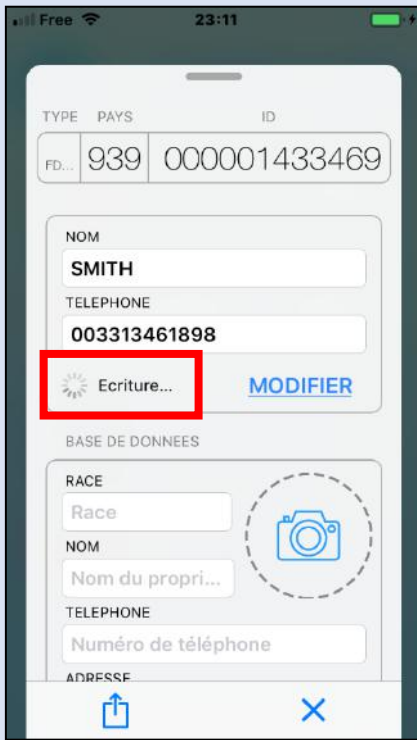 Free 23:11
TYPE PAYS ID
FD... 939 000001433469
NOM
SMITH
TELEPHONE
003313461898
Ecriture... MODIFIER
BASE DE DONNEES
RACE
Race
NOM
Nom du propri...
TELEPHONE
Numéro de téléphone
ADRESSE